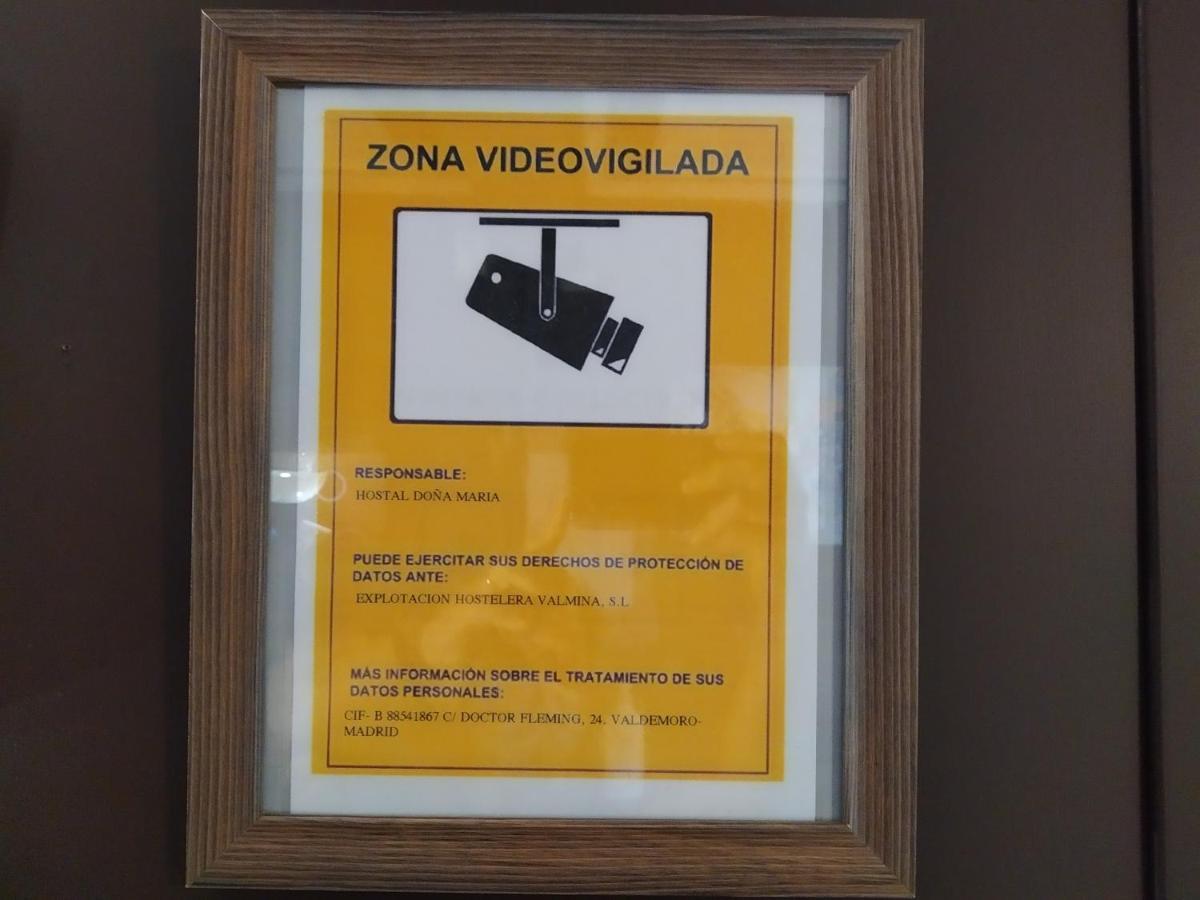 ZONA VIDEOVIGILADA
RESPONSABLE:
HOSTAL DOÑA MARIA
PUEDE EJERCITAR SUS DERECHOS DE PROTECCIÓN DE
DATOS ANTE:
EXPLOTACION HOSTELERA VALMINA, S.L
MÁS INFORMACIÓN SOBRE EL TRATAMIENTO DE SUS
DATOS PERSONALES:
CIF- B 88541867 C/ DOCTOR FLEMING, 24. VALDEMORO-
MADRID